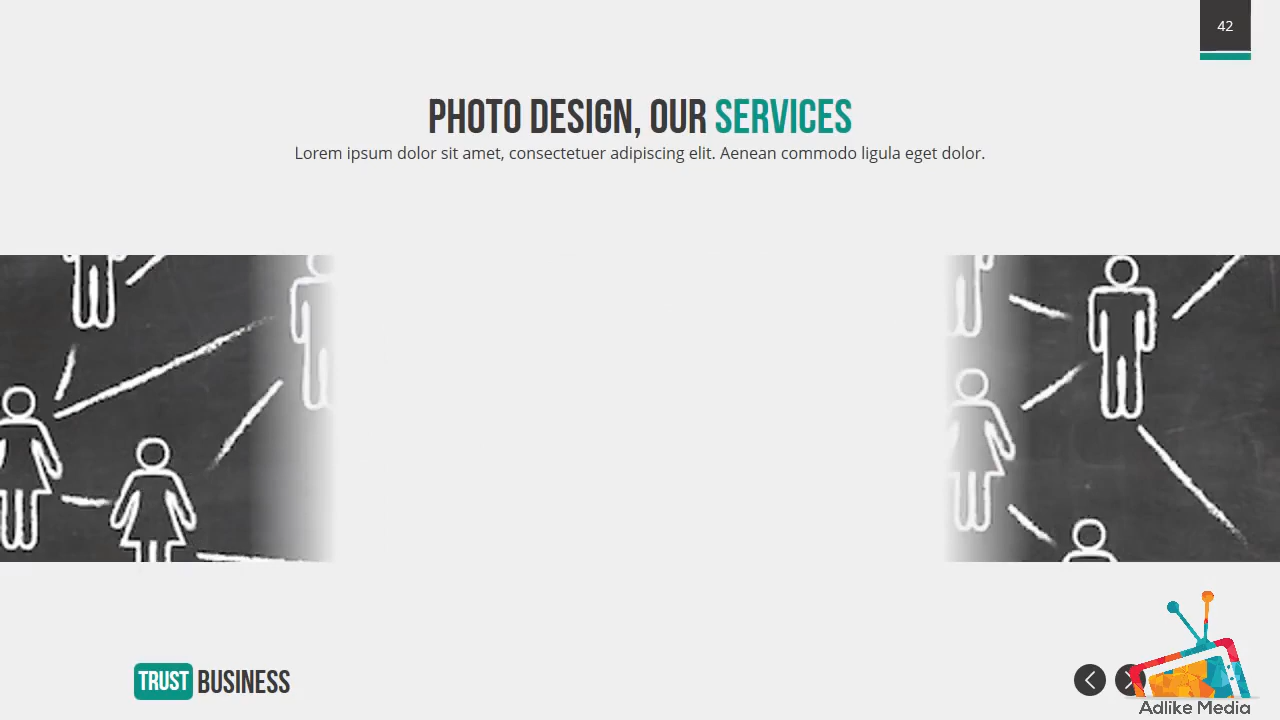 42
PHOTO DESIGN, OUR SERVICES
Lorem ipsum dolor sit amet, consectetuer adipiscing elit. Aenean commodo ligula eget dolor.
TRUST BUSINESS
Adlike Media